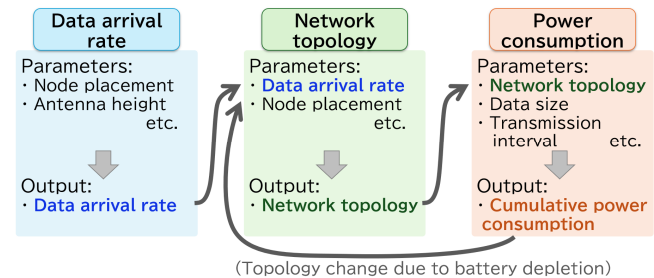 Data arrival
rate
Parameters:
・Node placement
・Antenna height
etc.
Output:
・Data arrival rate
Network
topology
Parameters:
・Data arrival rate
・Node placement
etc.
Output:
・Network topology
Power
consumption
Parameters:
・Network topology
・Data size
・Transmission
interval etc.
Output:
・Cumulative power
consumption
(Topology change due to battery depletion)